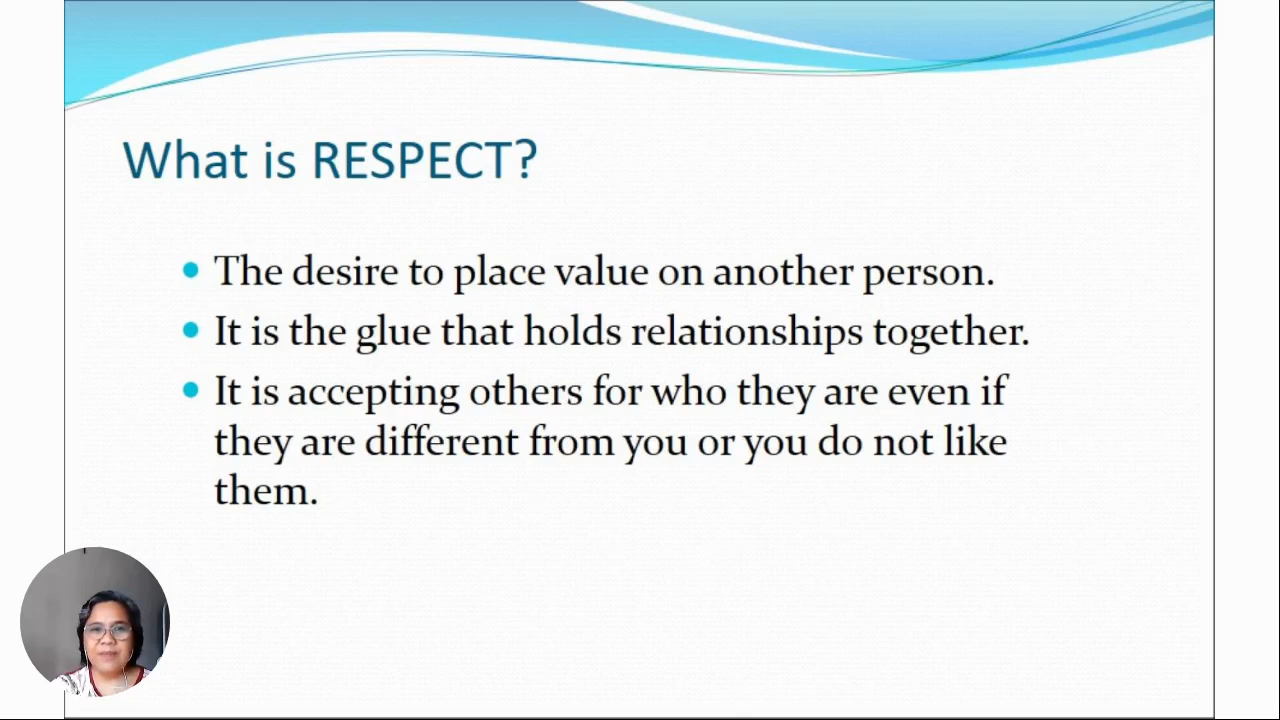 What is RESPECT?
The desire to place value on another person.
It is the glue that holds relationships together.
It is accepting others for who they are even if
they are different from you or you do not like
them.